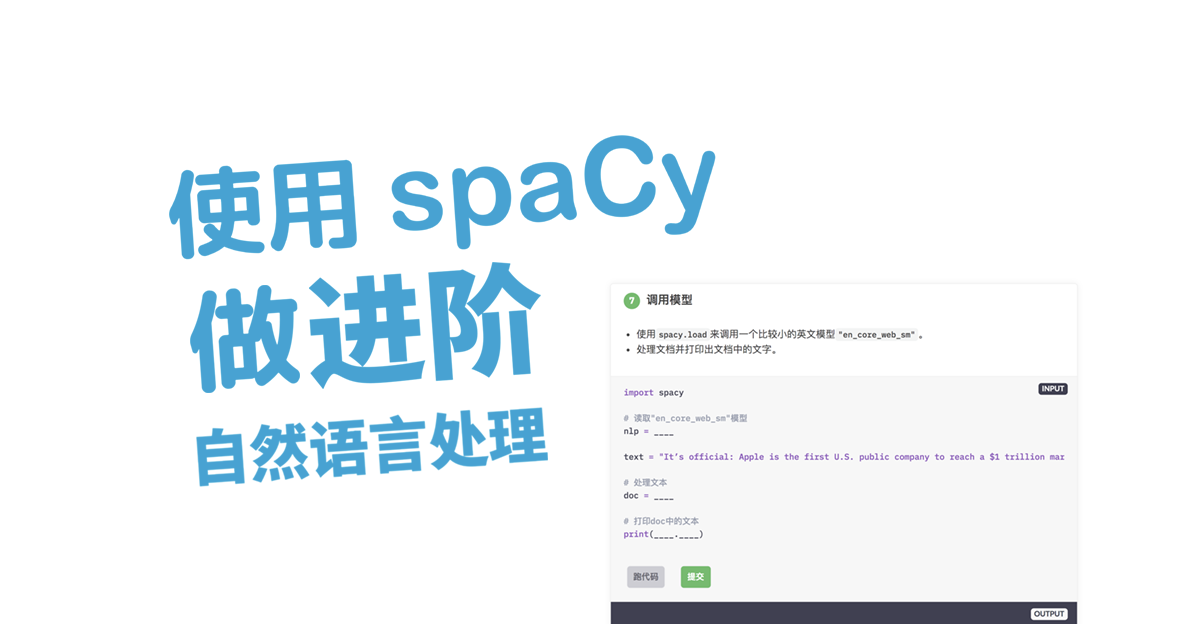 使用 spaCy
做进阶
自然语言处理
7 调用模型
使用 spacy.load 来调用一个比较小的英文模型 "en_core_web_sm" 。
处理文档并打印出文档中的文字。
INPUT
import spacy
# 读取"en_core_web_sm"模型
nlp = ____
text = "It’s official: Apple is the first U.S. public company to reach a $1 trillion mar
# 处理文本
doc = ____
# 打印doc中的文本
print(____.____)
跑代码 提交
OUTPUT